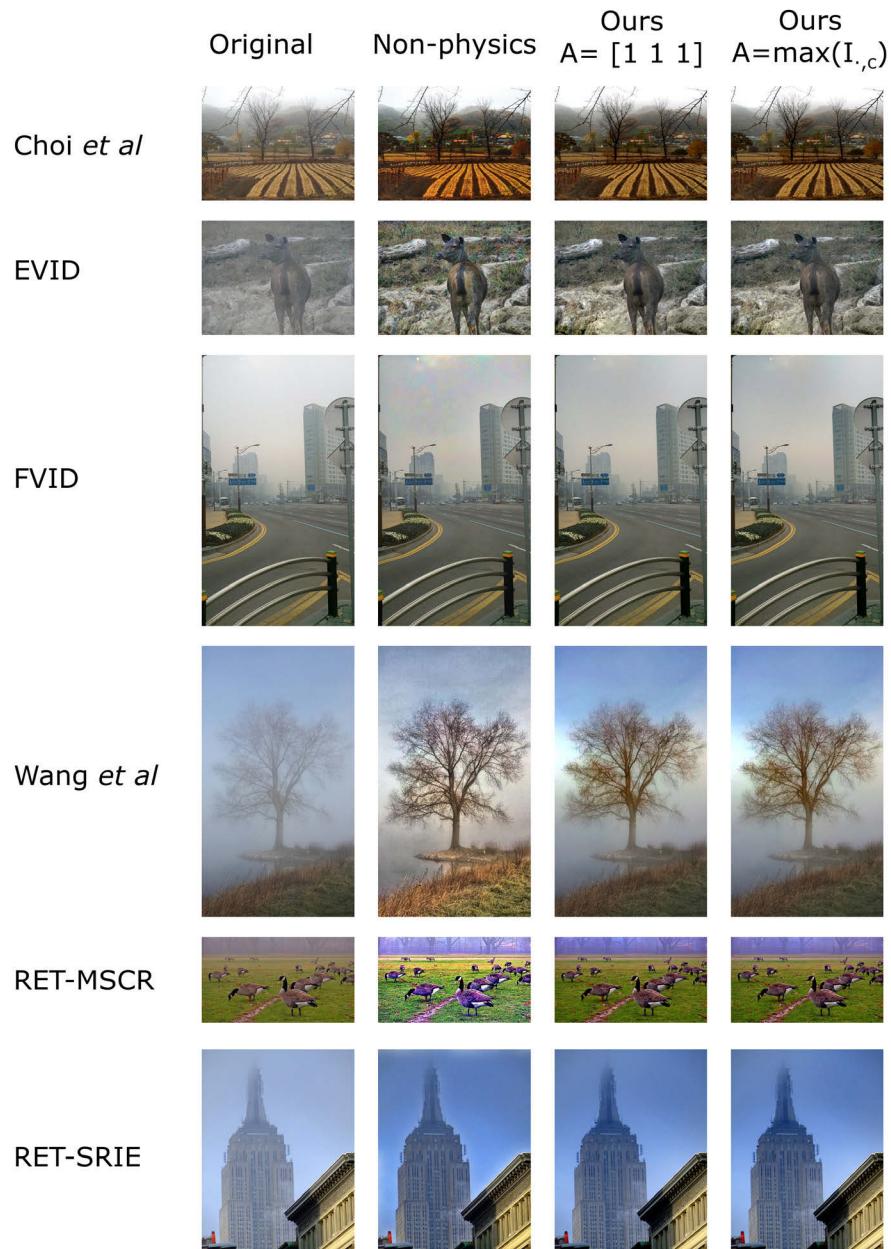 Original
Non-physics
Ours
A= [1 1 1]
Ours
A=max(I.,c)
Choi et al
EVID
FVID
Wang et al
RET-MSCR
RET-SRIE